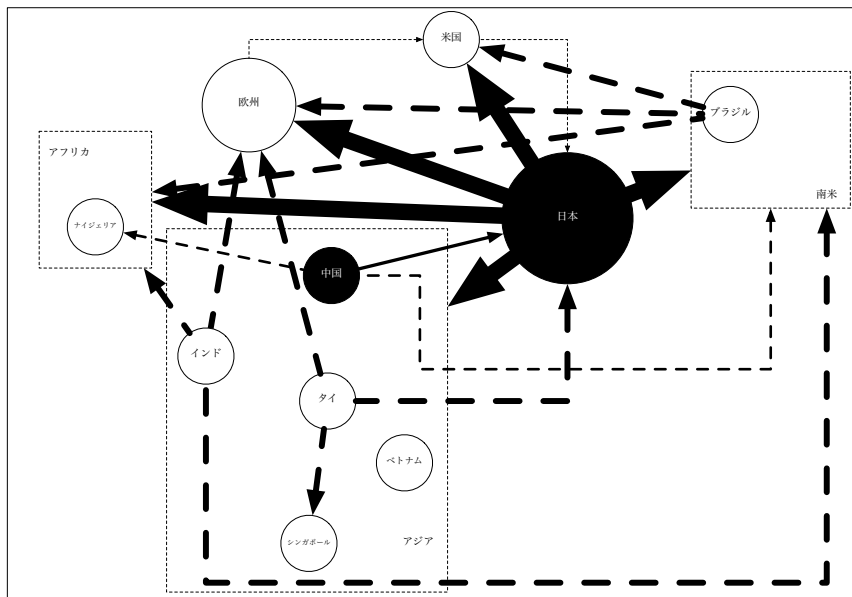 米国
欧州
ブラジル
アフリカ
南米
日本
ナイジェリア
中国
インド
タイ
ベトナム
シンガポール
アジア